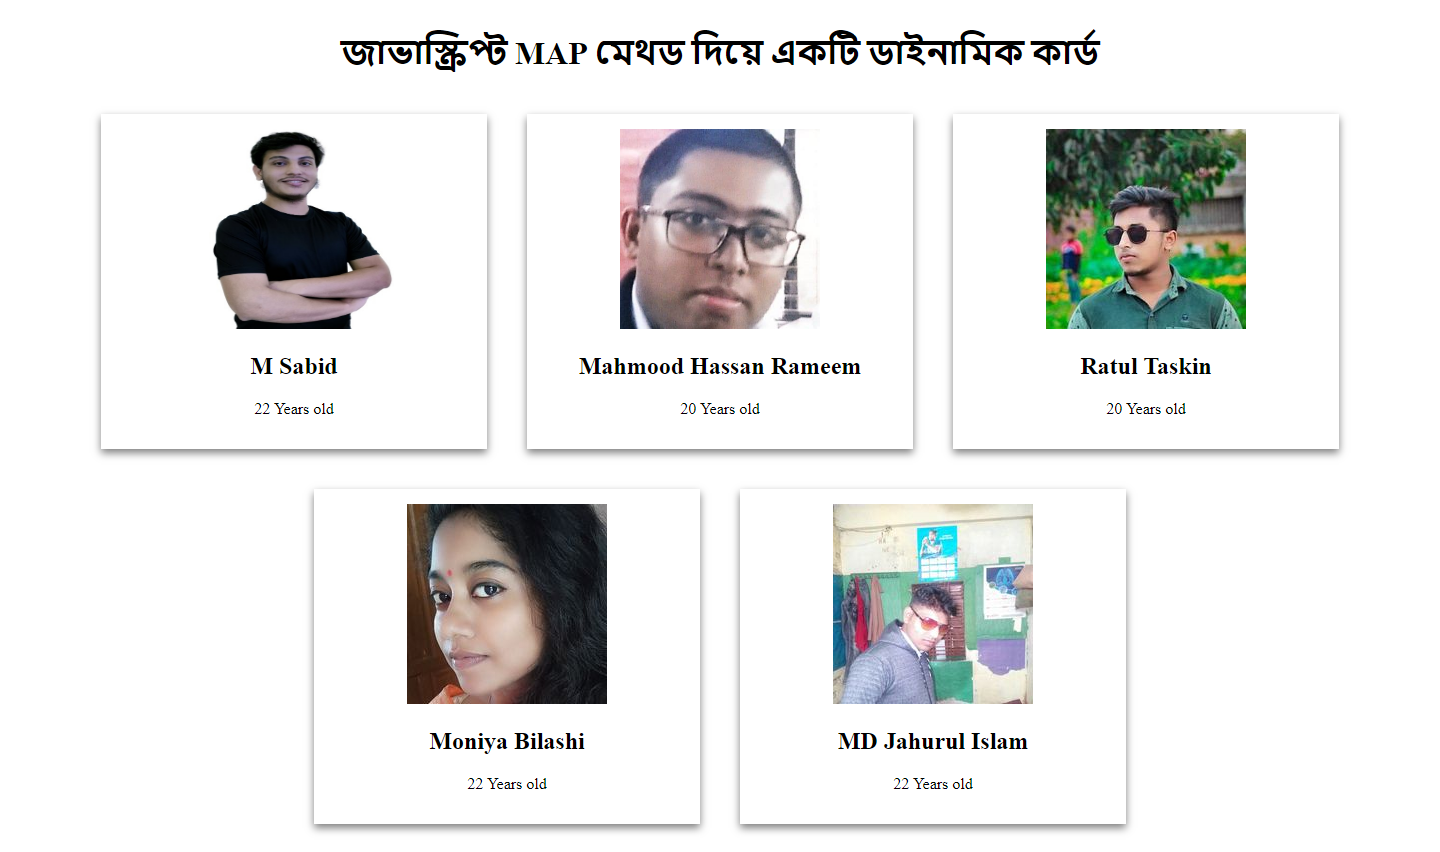 জাভাস্ক্রিপ্ট MAP মেথড দিয়ে একটি ডাইনামিক কার্ড
M Sabid
22 Years old
Mahmood Hassan Rameem
20 Years old
Ratul Taskin
20 Years old
Moniya Bilashi
22 Years old
MD Jahurul Islam
22 Years old